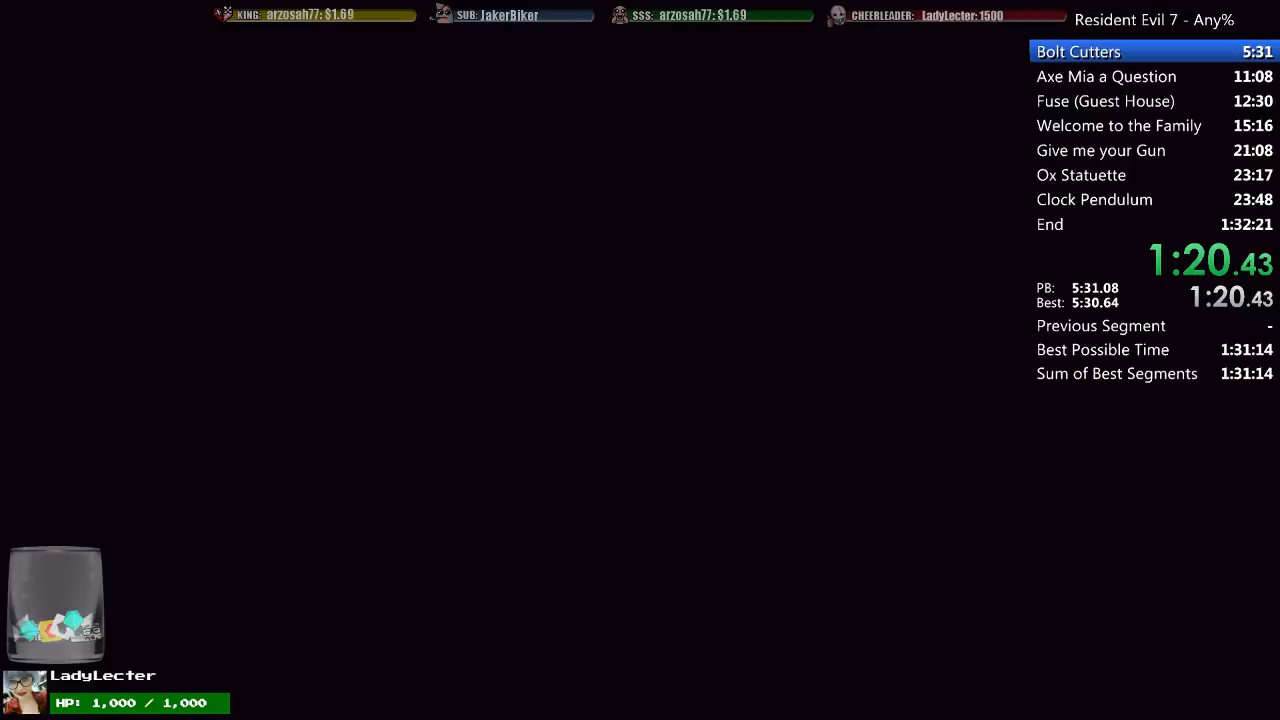 KING: arzosah77: $1.69
SUB: JakerBiker
SSS: arzosah77: $1.69
CHEERLEADER: LadyLecter: 1500
Resident Evil 7 - Any%
Bolt Cutters 5:31
Axe Mia a Question 11:08
Fuse (Guest House) 12:30
Welcome to the Family 15:16
Give me your Gun 21:08
Ox Statuette 23:17
Clock Pendulum 23:48
End 1:32:21
1:20.43
PB: 5:31.08
Best: 5:30.64
1:20.43
Previous Segment -
Best Possible Time 1:31:14
Sum of Best Segments 1:31:14
LadyLecter
HP: 1,000 / 1,000